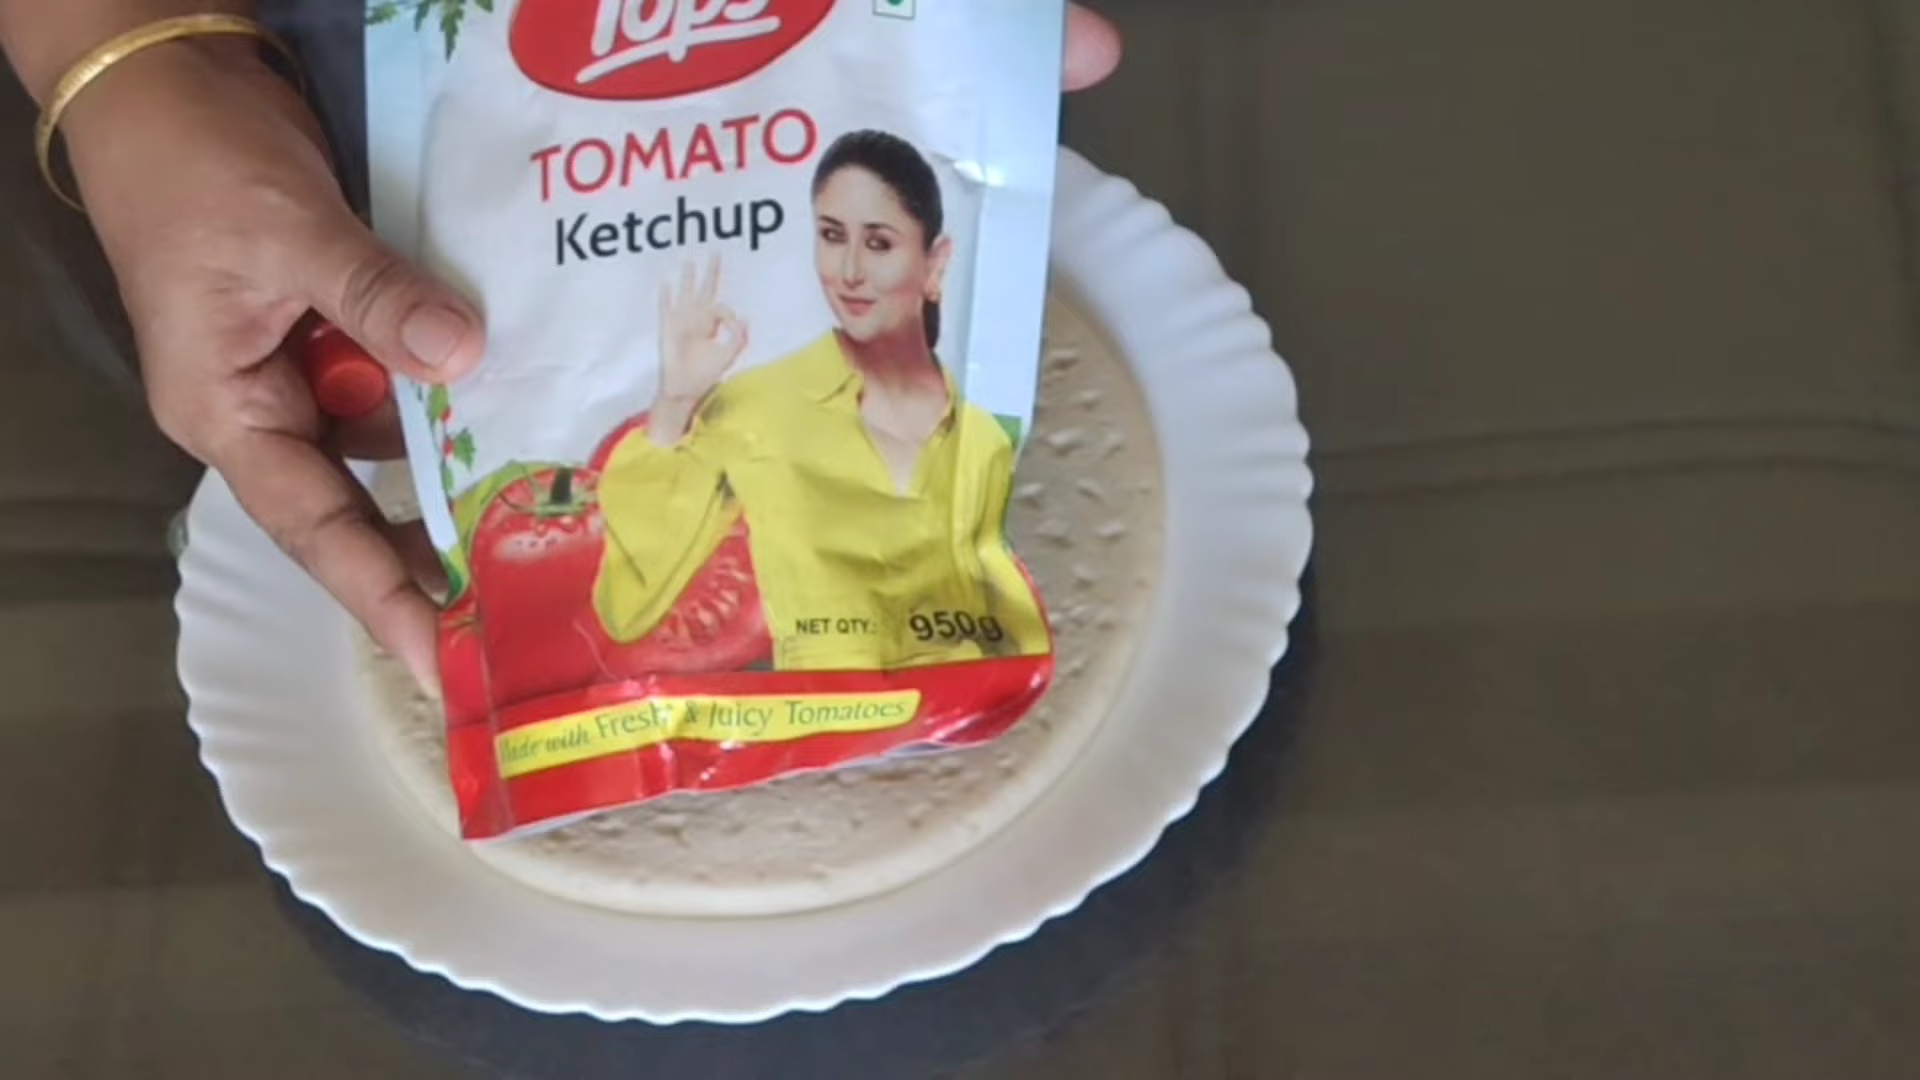 Tops
TOMATO
Ketchup
NET QTY.: 950g
Made with Fresh & Juicy Tomatoes